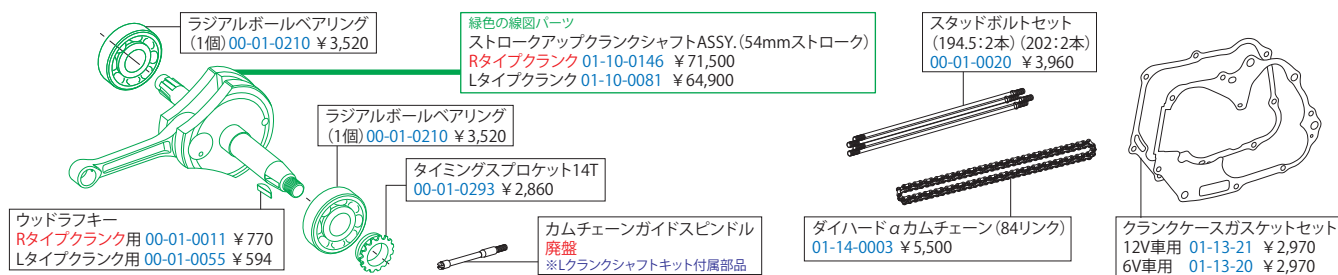 ラジアルボールベアリング
(1個) 00-01-0210 ¥3,520
緑色の線図パーツ
ストロークアップクランクシャフトASSY.(54mmストローク)
Rタイプクランク 01-10-0146 ¥71,500
Lタイプクランク 01-10-0081 ¥64,900
スタッドボルトセット
(194.5:2本) (202:2本)
00-01-0020 ¥3,960
ラジアルボールベアリング
(1個) 00-01-0210 ¥3,520
タイミングスプロケット14T
00-01-0293 ¥2,860
ウッドラフキー
Rタイプクランク用 00-01-0011 ¥770
Lタイプクランク用 00-01-0055 ¥594
カムチェーンガイドスピンドル
廃盤
※Lクランクシャフトキット付属部品
ダイハードαカムチェーン(84リンク)
01-14-0003 ¥5,500
クランクケースガスケットセット
12V車用 01-13-21 ¥2,970
6V車用 01-13-20 ¥2,970